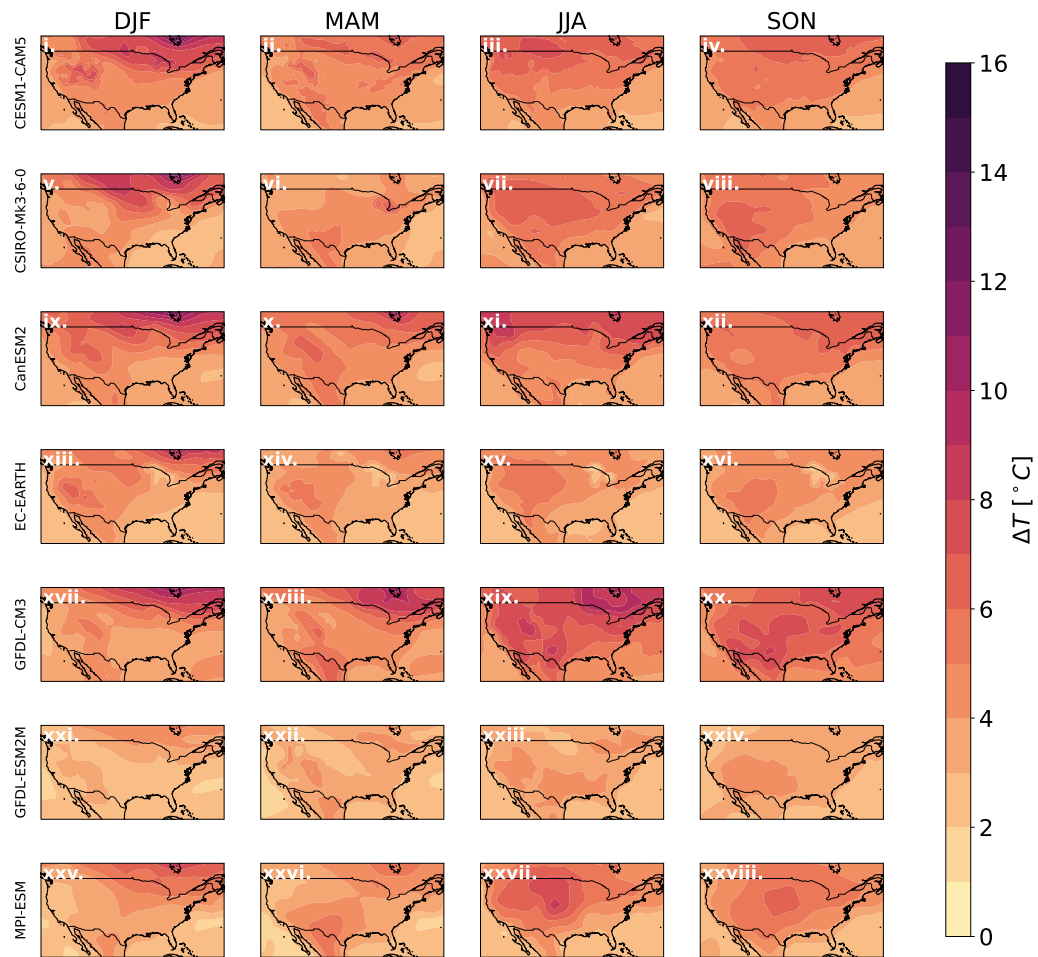 DJF MAM JJA SON
CESM1-CAM5
i. ii. iii. iv.
CSIRO-Mk3-6-0
v. vi. vii. viii.
CanESM2
ix. x. xi. xii.
EC-EARTH
xiii. xiv. xv. xvi.
GFDL-CM3
xvii. xviii. xix. xx.
GFDL-ESM2M
xxi. xxii. xxiii. xxiv.
MPI-ESM
xxv. xxvi. xxvii. xxviii.
16
14
12
10
8
6
4
2
0
ΔT [°C]